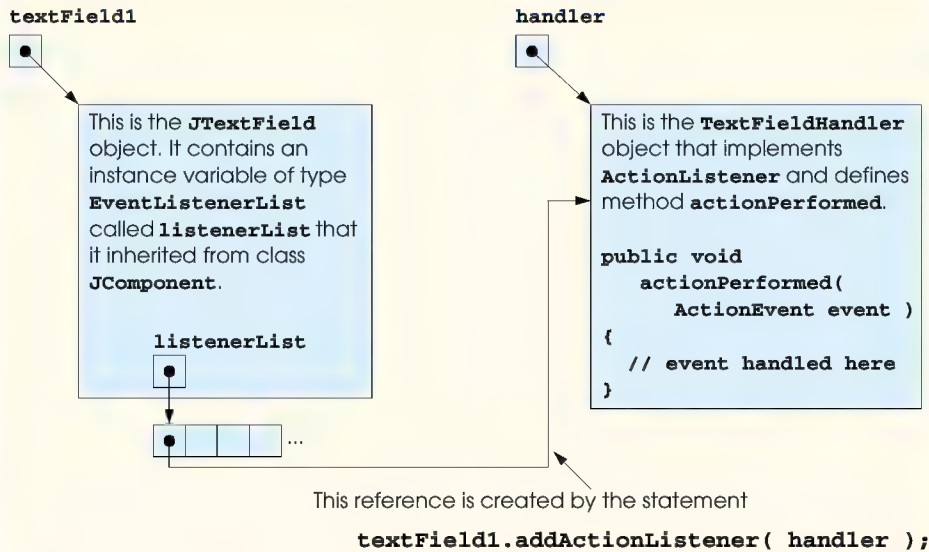 textField1
handler
This is the JTextField
object. It contains an
instance variable of type
EventListenerList
called listenerList that
it inherited from class
JComponent.
listenerList
...
This is the TextFieldHandler
object that implements
ActionListener and defines
method actionPerformed.
public void
actionPerformed(
ActionEvent event )
{
// event handled here
}
This reference is created by the statement
textField1.addActionListener( handler );